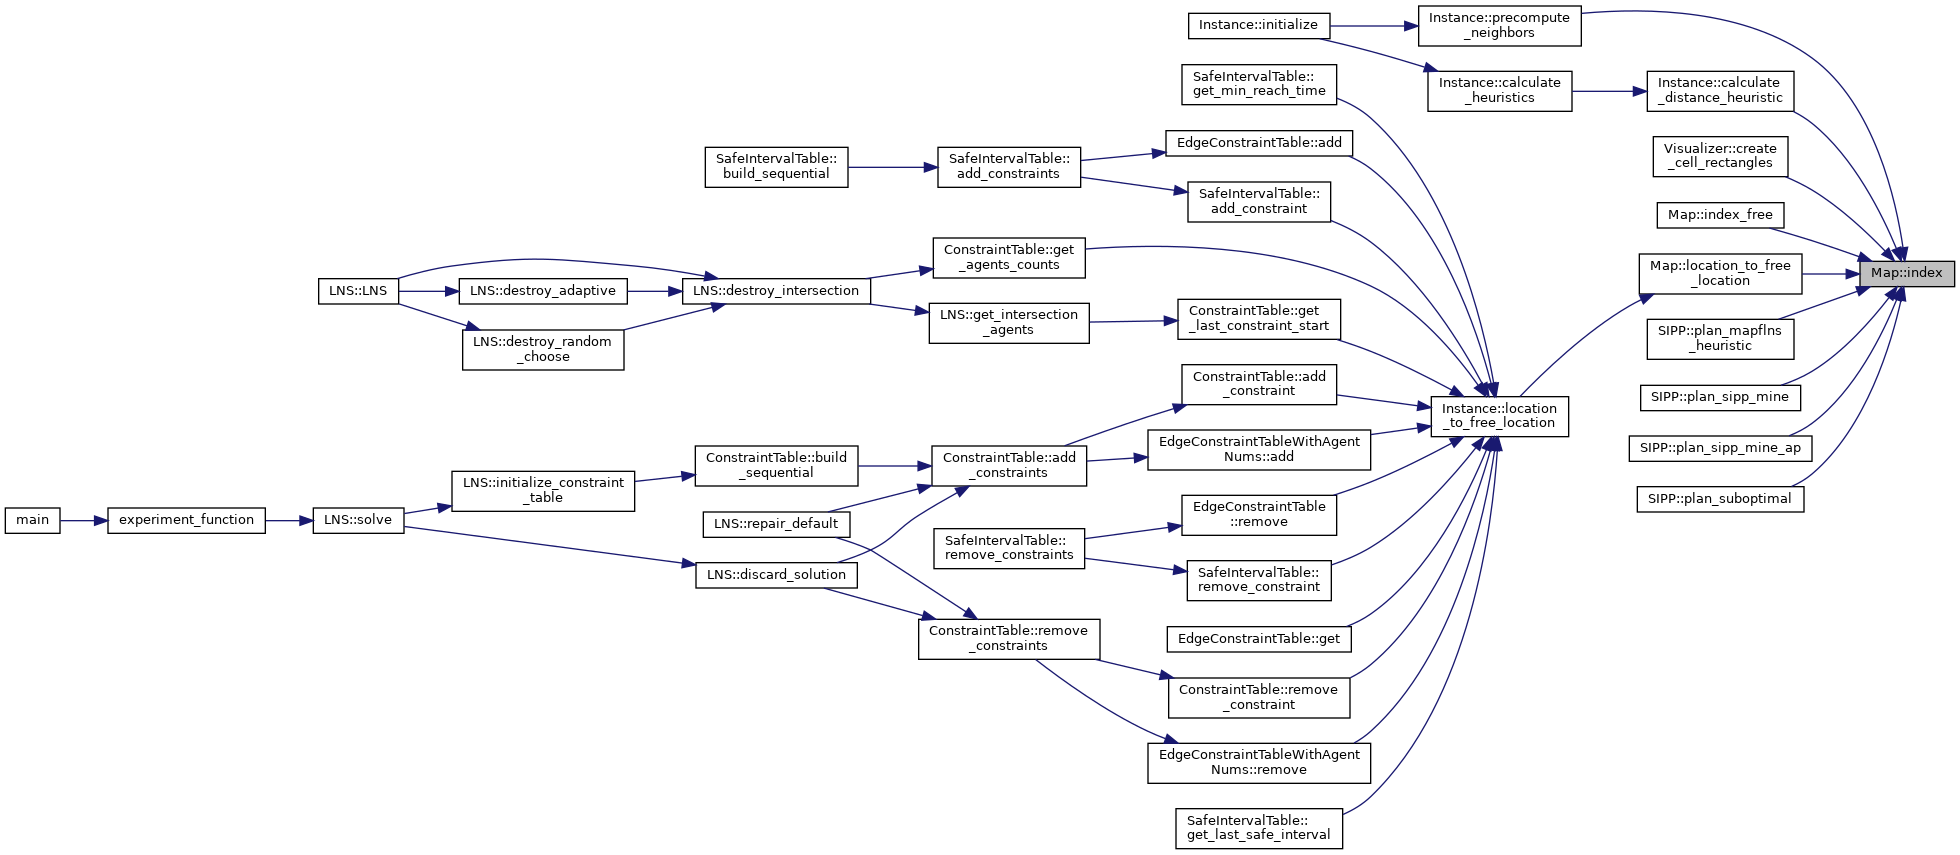 Instance::initialize
Instance::precompute
_neighbors
SafeIntervalTable::
get_min_reach_time
Instance::calculate
_heuristics
Instance::calculate
_distance_heuristic
EdgeConstraintTable::add
Visualizer::create
_cell_rectangles
SafeIntervalTable::
build_sequential
SafeIntervalTable::
add_constraints
SafeIntervalTable::
add_constraint
Map::index_free
ConstraintTable::get
_agents_counts
Map::location_to_free
_location
Map::index
LNS::LNS
LNS::destroy_adaptive
LNS::destroy_intersection
LNS::get_intersection
_agents
ConstraintTable::get
_last_constraint_start
SIPP::plan_mapflns
_heuristic
LNS::destroy_random
_choose
ConstraintTable::add
_constraint
SIPP::plan_sipp_mine
Instance::location
_to_free_location
EdgeConstraintTableWithAgent
Nums::add
SIPP::plan_sipp_mine_ap
ConstraintTable::build
_sequential
ConstraintTable::add
_constraints
LNS::initialize_constraint
_table
SIPP::plan_suboptimal
EdgeConstraintTable
::remove
main
experiment_function
LNS::solve
LNS::repair_default
SafeIntervalTable::
remove_constraints
LNS::discard_solution
SafeIntervalTable::
remove_constraint
ConstraintTable::remove
_constraints
EdgeConstraintTable::get
ConstraintTable::remove
_constraint
EdgeConstraintTableWithAgent
Nums::remove
SafeIntervalTable::
get_last_safe_interval